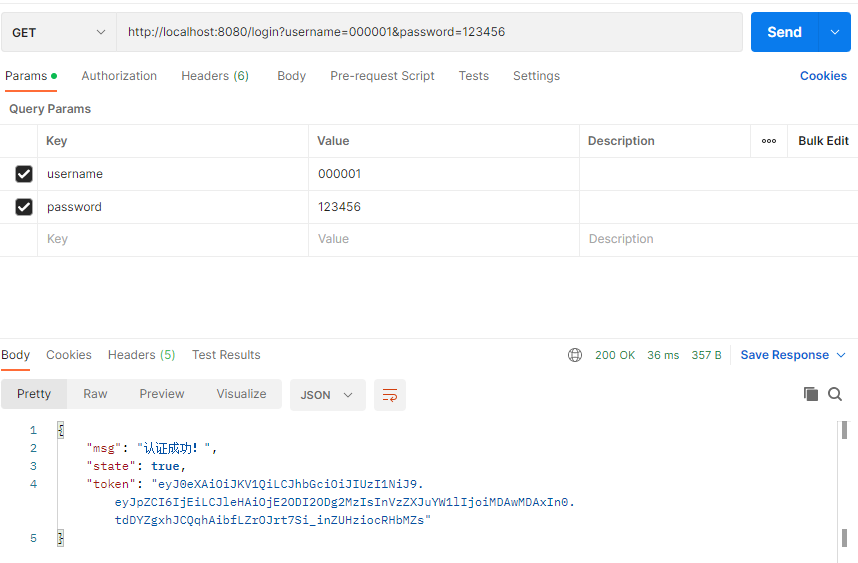 GET http://localhost:8080/login?username=000001&password=123456 Send
Params Authorization Headers (6) Body Pre-request Script Tests Settings Cookies
Query Params
Key Value Description ooo Bulk Edit
username 000001
password 123456
Key Value Description
Body Cookies Headers (5) Test Results 200 OK 36 ms 357 B Save Response
Pretty Raw Preview Visualize JSON
1 {
2 "msg": "认证成功！",
3 "state": true,
4 "token": "eyJ0eXAiOiJKV1QiLCJhbGciOiJIUzI1NiJ9.
eyJpZCI6IjEiLCJleHAiOjE2ODI2ODg2MzIsInVzZXJuYW1lIjoiMDAwMDAxIn0.
tdDYZgxhJCQqhAibfLZrOJrt7Si_inZUHziocRHbMZs"
5 }